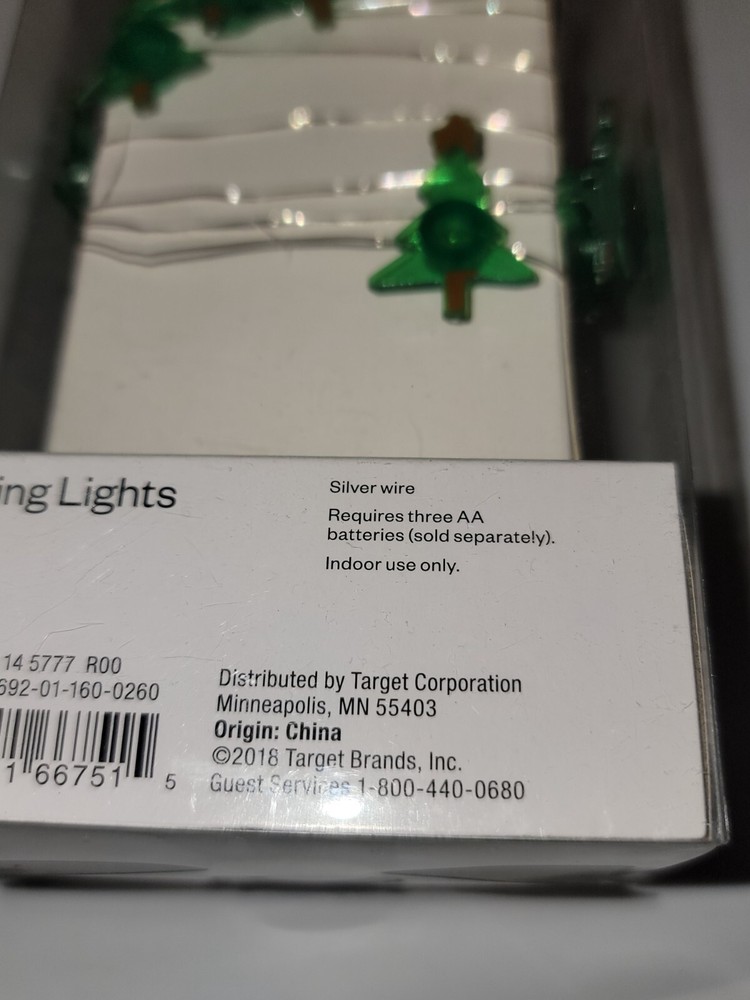 ing Lights
Silver wire
Requires three AA
batteries (sold separately).
Indoor use only.
14 5777 R00
692-01-160-0260
1 66751 5
Distributed by Target Corporation
Minneapolis, MN 55403
Origin: China
©2018 Target Brands, Inc.
Guest Services 1-800-440-0680